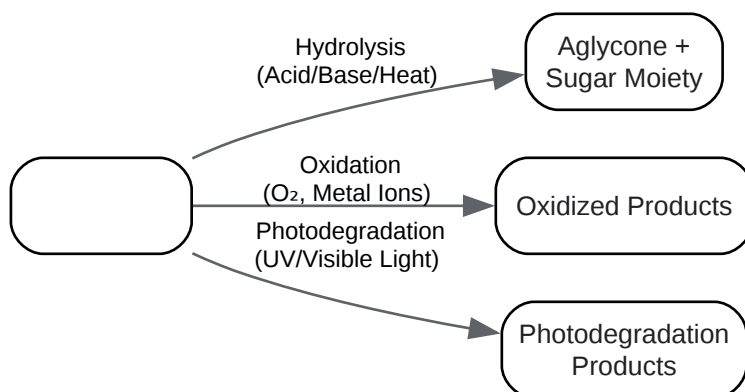 Hydrolysis
(Acid/Base/Heat)
Aglycone +
Sugar Moiety
Oxidation
(O₂, Metal Ions)
Oxidized Products
Photodegradation
(UV/Visible Light)
Photodegradation
Products